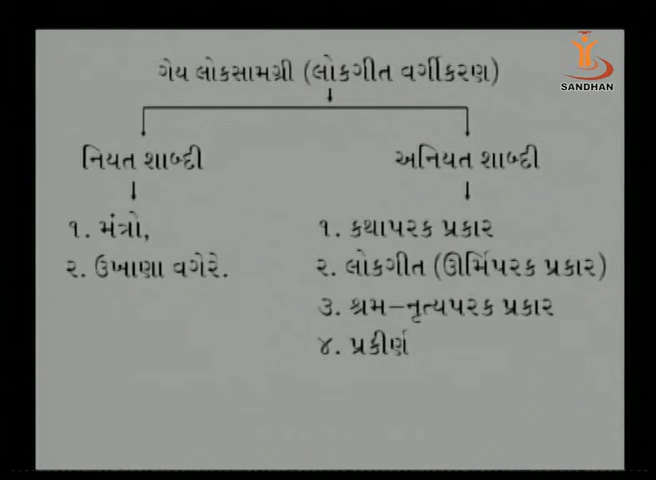 ગેય લોકસામગ્રી (લોકગીત વર્ગીકરણ)
SANDHAN
નિયત શાબ્દી
અનિયત શાબ્દી
૧. મંત્રો,
૨. ઉખાણા વગેરે.
૧. કથાપરક પ્રકાર
૨. લોકગીત (ઊર્મિપરક પ્રકાર)
૩. શ્રમ–નૃત્યપરક પ્રકાર
૪. પ્રકીર્ણ